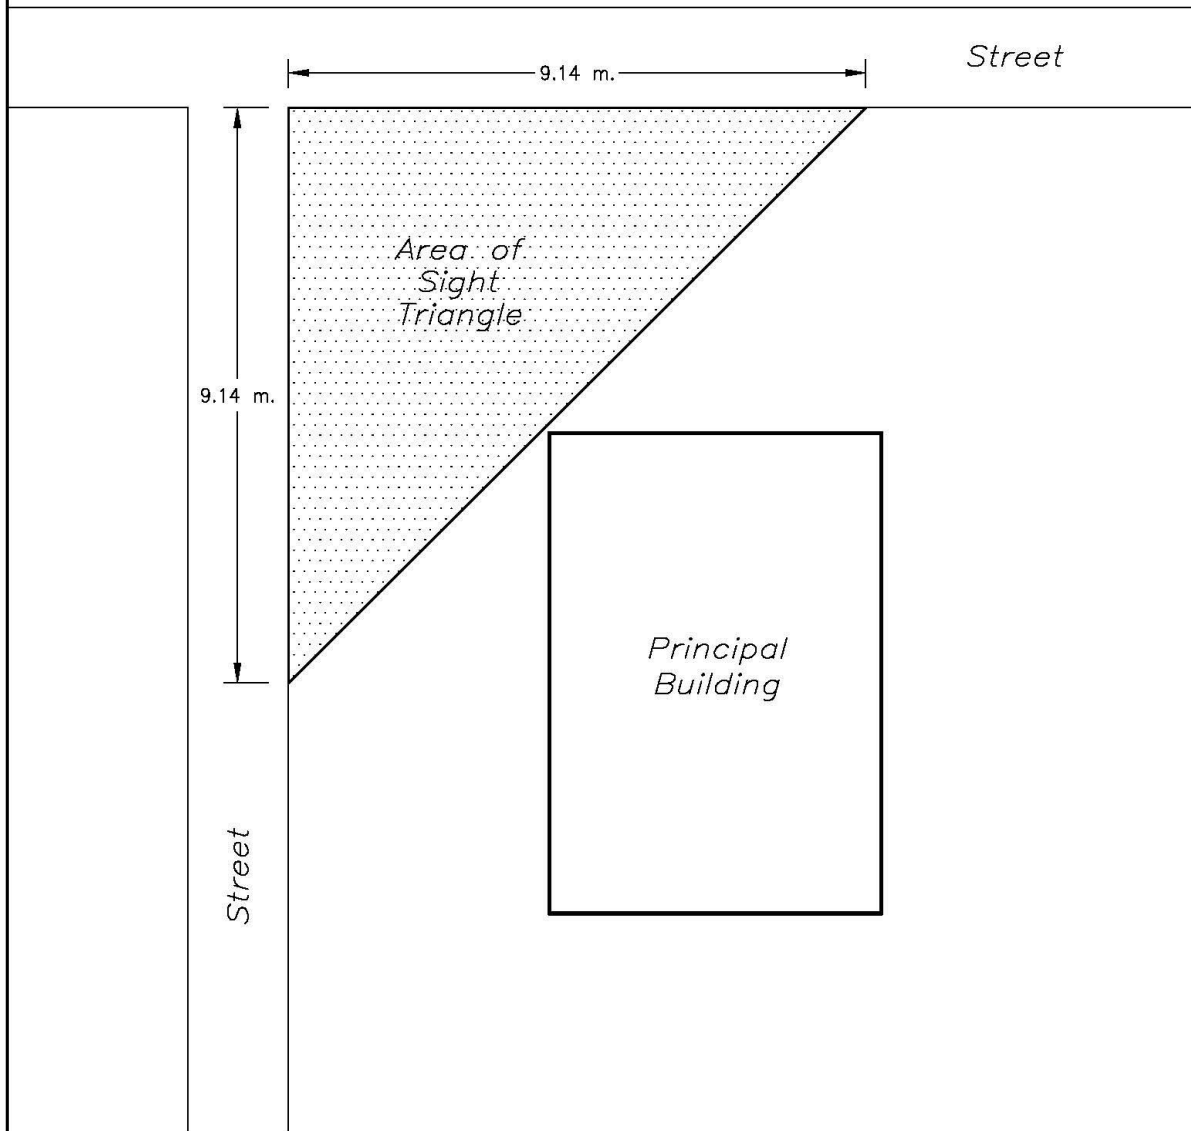 Street
9.14 m.
Area of
Sight
Triangle
9.14 m.
Principal
Building
Street